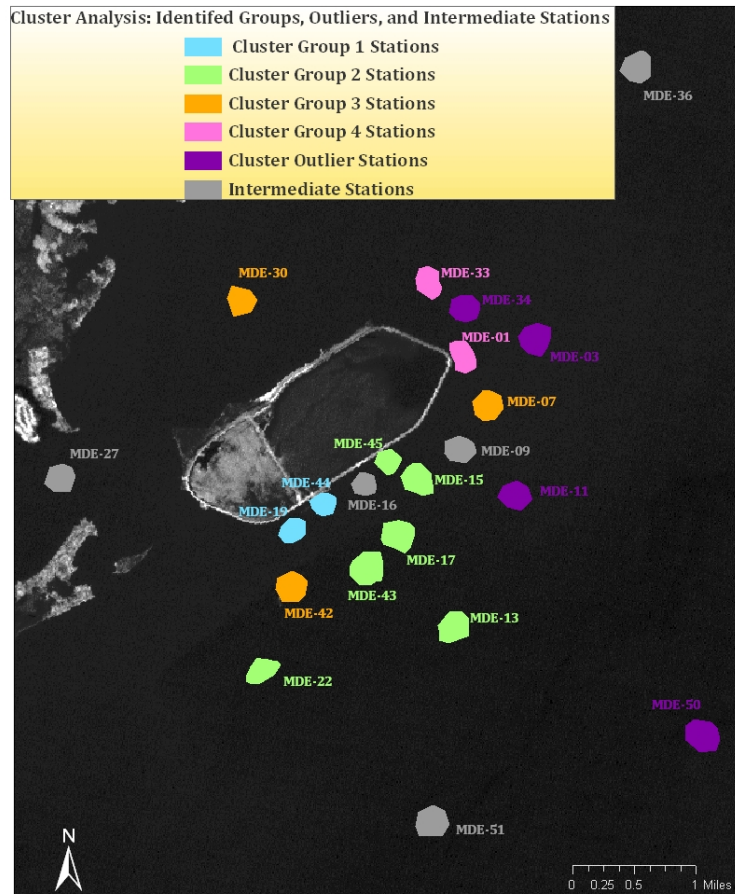 Cluster Analysis: Identifed Groups, Outliers, and Intermediate Stations
Cluster Group 1 Stations
Cluster Group 2 Stations
Cluster Group 3 Stations
Cluster Group 4 Stations
Cluster Outlier Stations
Intermediate Stations
MDE-36
MDE-33
MDE-30
MDE-34
MDE-01
MDE-03
MDE-07
MDE-45
MDE-09
MDE-27
MDE-15
MDE-44
MDE-11
MDE-16
MDE-19
MDE-17
MDE-43
MDE-42
MDE-13
MDE-22
MDE-50
MDE-51
N
0 0.25 0.5 1 Miles